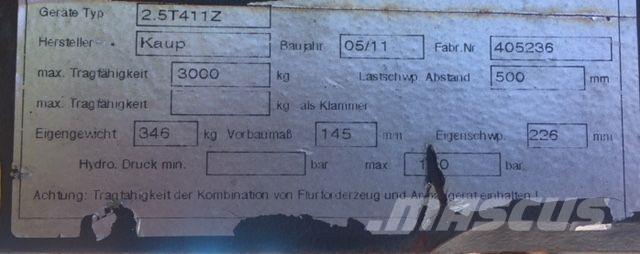 Geräte Typ 2.5T411Z
Hersteller Kaup Baujahr 05/11 Fabr.Nr 405236
max. Tragfähigkeit 3000 kg Lastschwp. Abstand 500 mm
max. Tragfähigkeit kg als Klammer
Eigengewicht 346 kg Vorbaumaß 145 mm Eigenschwp. 226 mm
Hydro. Druck min. bar max. bar
Achtung: Tragfähigkeit der Kombination von Flurförderzeug und Anbaugerät einhalten !
MASCUS